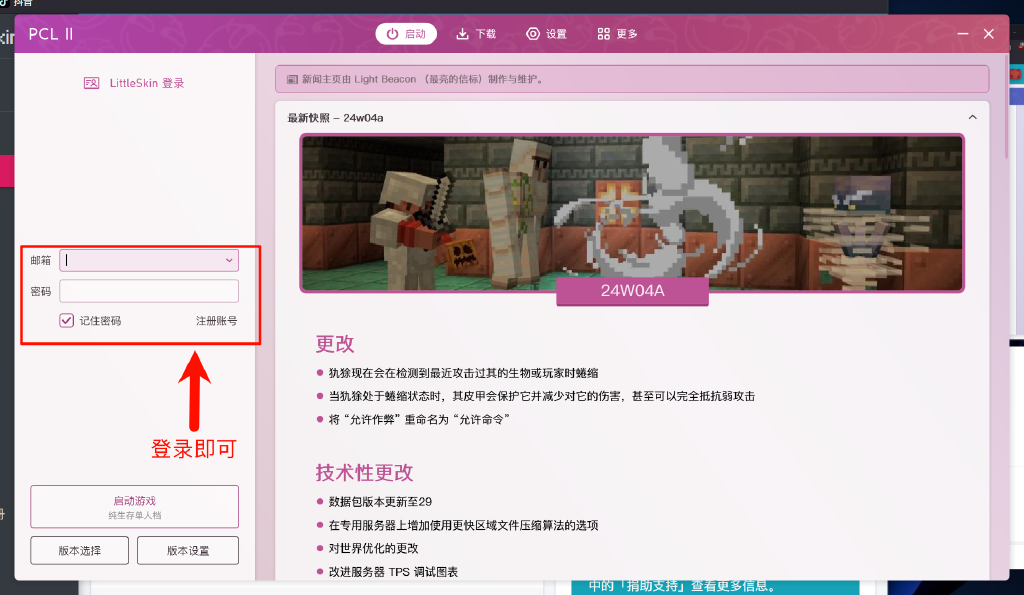 抖音
PCL II
启动
下载
设置
更多
LittleSkin 登录
新闻主页由 Light Beacon （最亮的信标）制作与维护。
最新快照 – 24w04a
24W04A
邮箱
密码
记住密码
注册账号
登录即可
更改
犰狳现在会在检测到最近攻击过其的生物或玩家时蜷缩
当犰狳处于蜷缩状态时，其皮甲会保护它并减少对它的伤害，甚至可以完全抵抗弱攻击
将“允许作弊”重命名为“允许命令”
技术性更改
数据包版本更新至29
在专用服务器上增加使用更快区域文件压缩算法的选项
对世界优化的更改
改进服务器 TPS 调试图表
启动游戏
纯生存单人档
版本选择
版本设置
中的「捐助支持」查看更多信息。